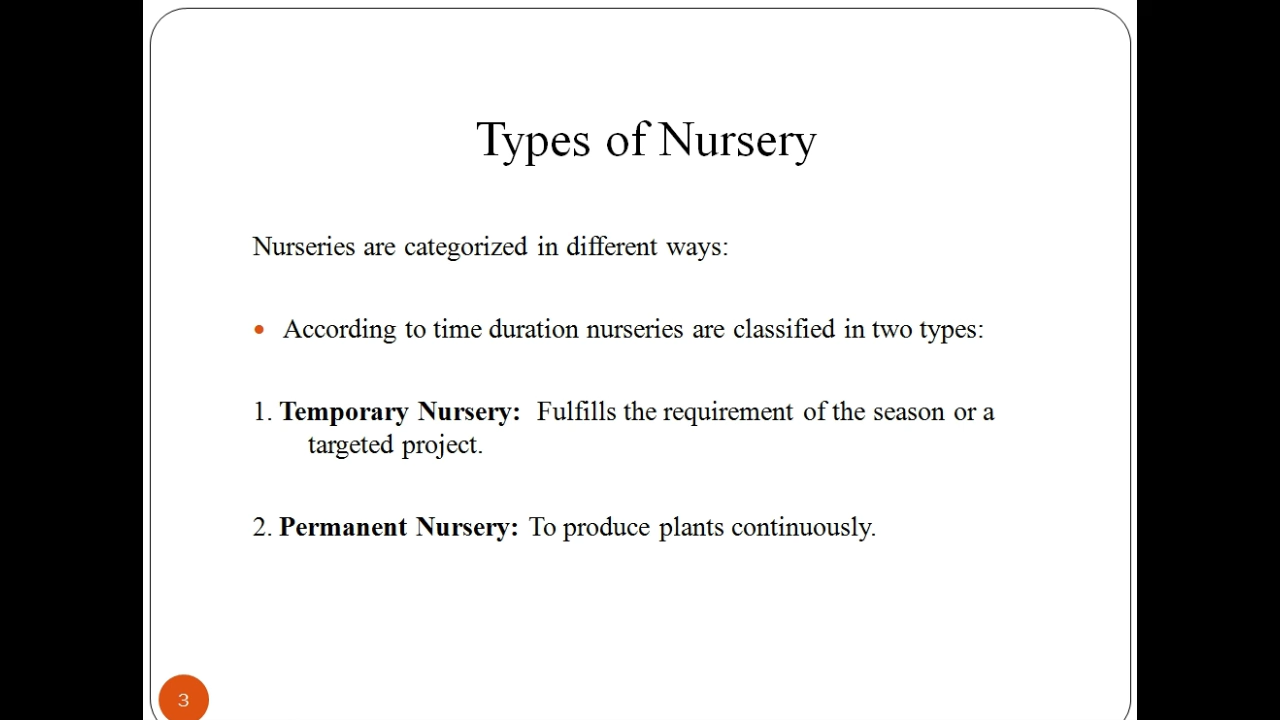 Types of Nursery
Nurseries are categorized in different ways:
• According to time duration nurseries are classified in two types:
1. Temporary Nursery: Fulfills the requirement of the season or a
targeted project.
2. Permanent Nursery: To produce plants continuously.
3